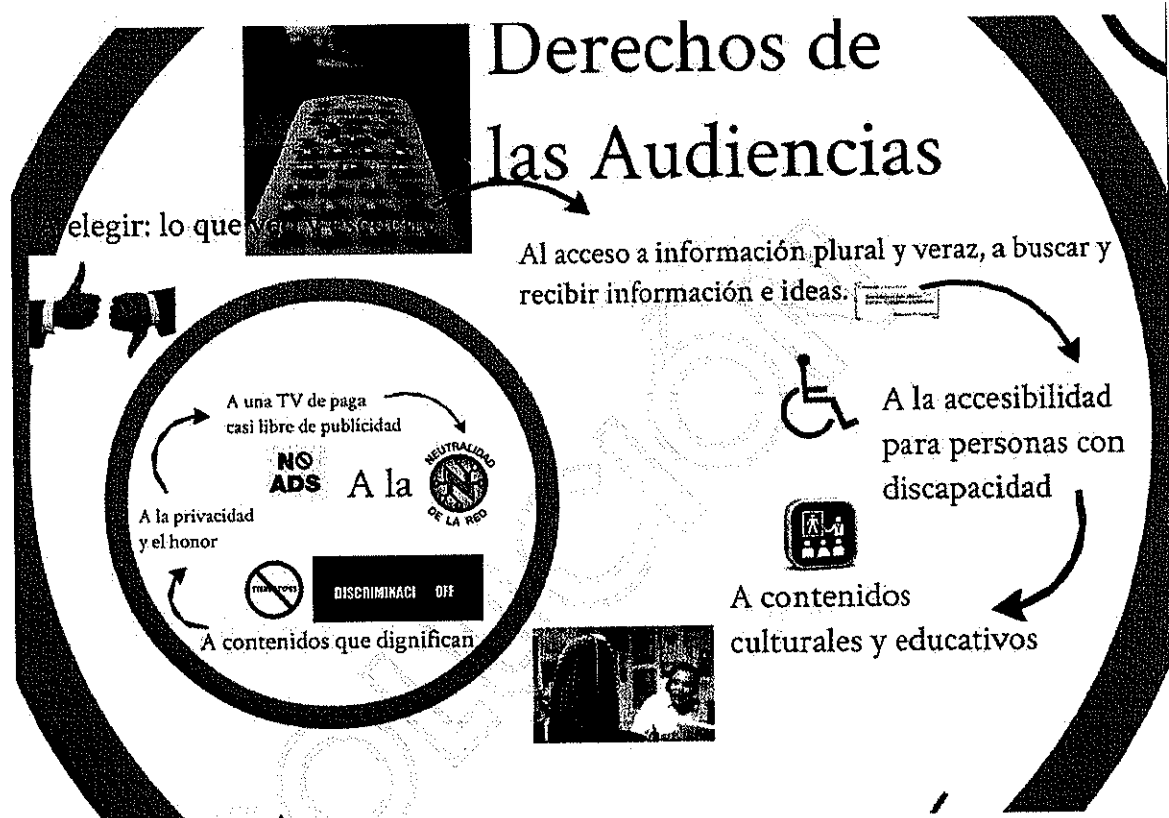 Derechos de
las Audiencias
elegir: lo que
Al acceso a información plural y veraz, a buscar y
recibir información e ideas.
A la accesibilidad
para personas con
discapacidad
A contenidos
culturales y educativos
A una TV de paga
casi libre de publicidad
NO
ADS
A la
NEUTRALIDAD
N
DE LA RED
A la privacidad
y el honor
DISCRIMINACI OFF
A contenidos que dignifican